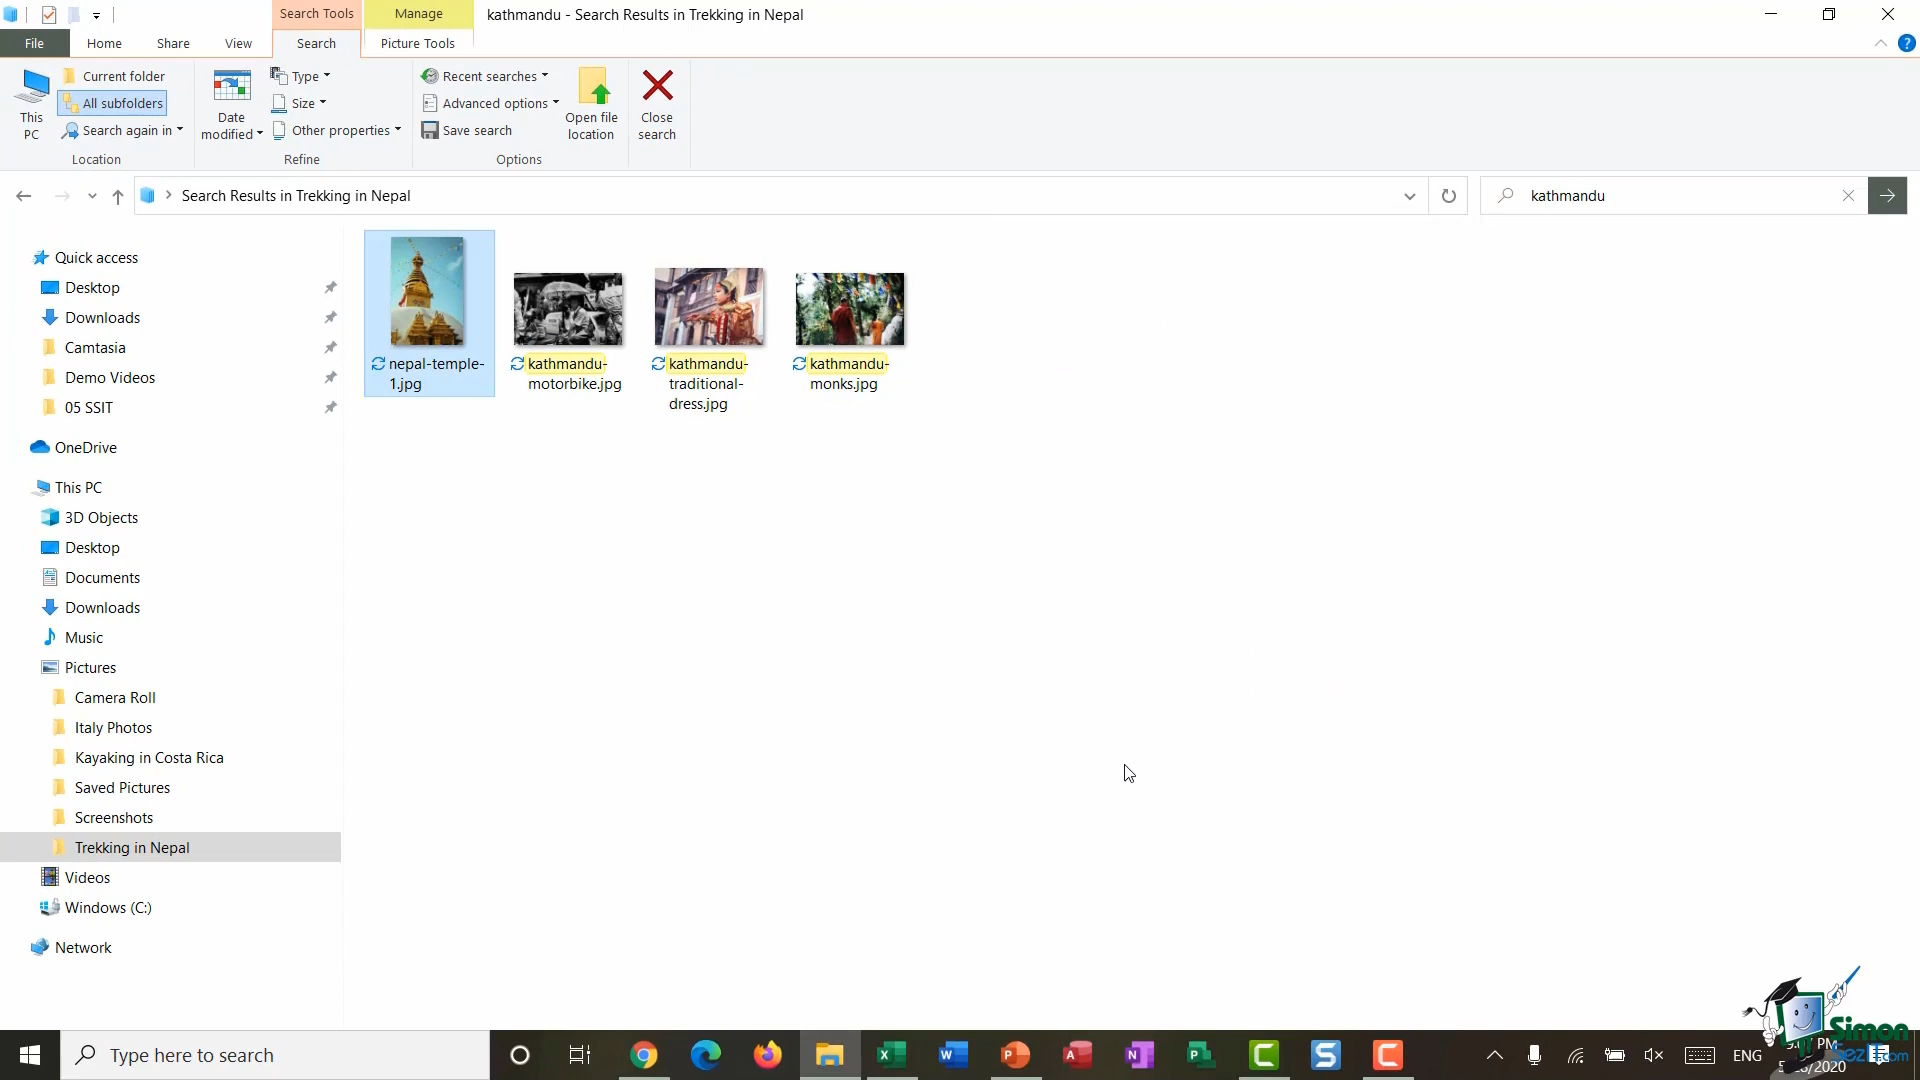 Search Tools
Manage
kathmandu - Search Results in Trekking in Nepal
File
Home
Share
View
Search
Picture Tools
This
PC
Current folder
All subfolders
Search again in
Location
Date
modified
Type
Size
Other properties
Refine
Recent searches
Advanced options
Save search
Options
Open file
location
Close
search
Search Results in Trekking in Nepal
kathmandu
Quick access
Desktop
Downloads
Camtasia
Demo Videos
05 SSIT
OneDrive
This PC
3D Objects
Desktop
Documents
Downloads
Music
Pictures
Camera Roll
Italy Photos
Kayaking in Costa Rica
Saved Pictures
Screenshots
Trekking in Nepal
Videos
Windows (C:)
Network
nepal-temple-
1.jpg
kathmandu-
motorbike.jpg
kathmandu-
traditional-
dress.jpg
kathmandu-
monks.jpg
Type here to search
ENG
PM
Simon
SezIT.com